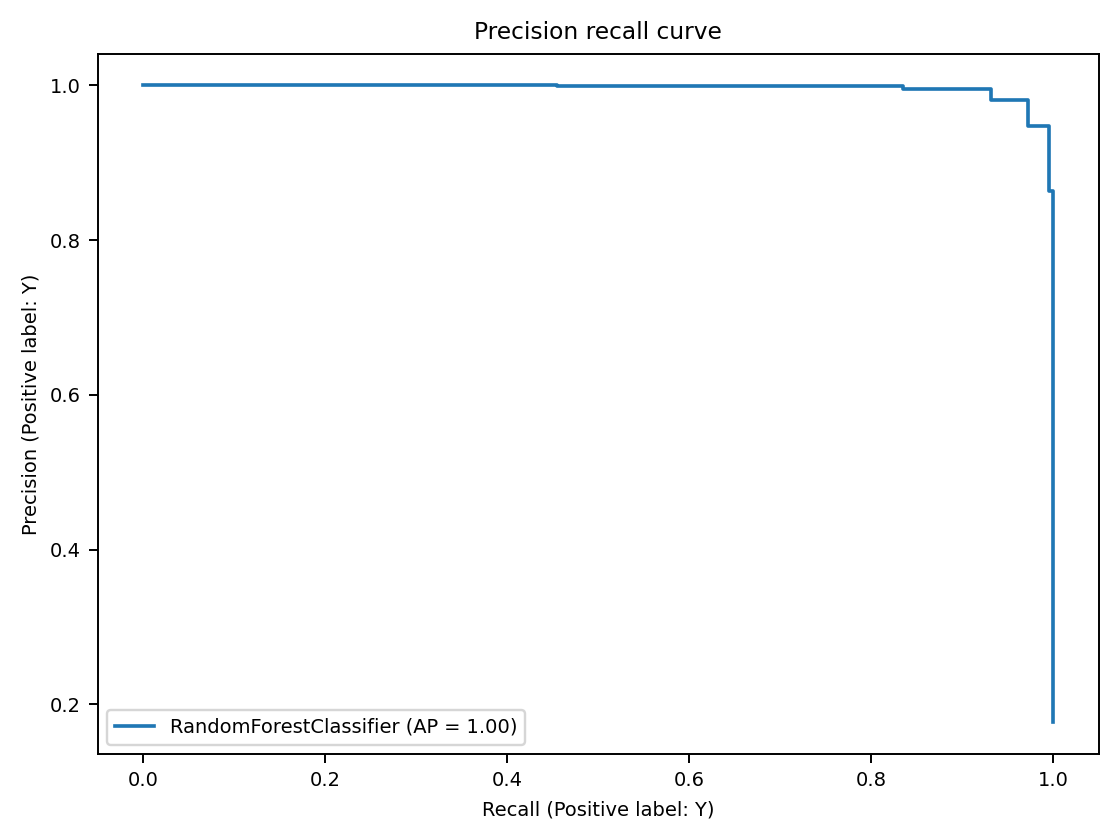 Precision recall curve
1.0
0.8
0.6
0.4
0.2
Precision (Positive label: Y)
RandomForestClassifier (AP = 1.00)
0.0 0.2 0.4 0.6 0.8 1.0
Recall (Positive label: Y)